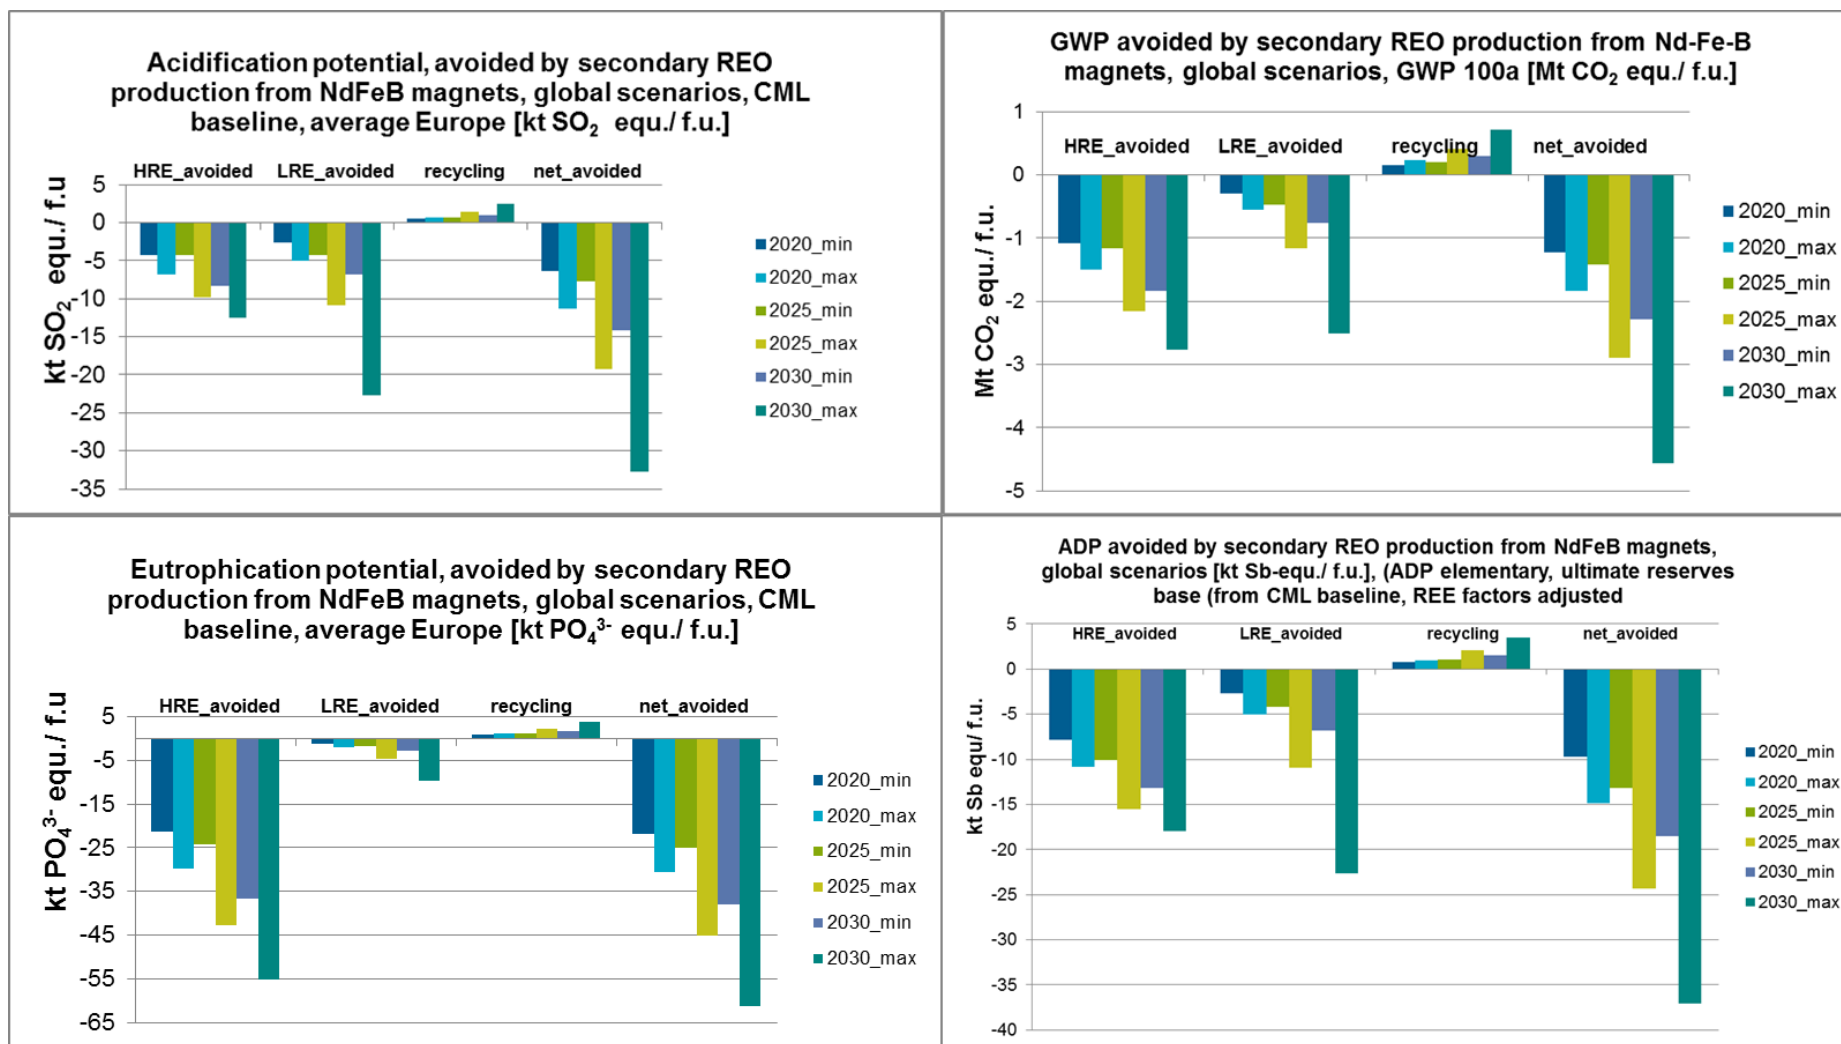 Acidification potential, avoided by secondary REO
production from NdFeB magnets, global scenarios, CML
baseline, average Europe [kt SO₂ equ./ f.u.]
HRE_avoided LRE_avoided recycling net_avoided
kt SO₂ equ./ f.u
5
0
-5
-10
-15
-20
-25
-30
-35
2020_min
2020_max
2025_min
2025_max
2030_min
2030_max
GWP avoided by secondary REO production from Nd-Fe-B
magnets, global scenarios, GWP 100a [Mt CO₂ equ./ f.u.]
HRE_avoided LRE_avoided recycling net_avoided
Mt CO₂ equ./ f.u.
1
0
-1
-2
-3
-4
-5
2020_min
2020_max
2025_min
2025_max
2030_min
2030_max
Eutrophication potential, avoided by secondary REO
production from NdFeB magnets, global scenarios, CML
baseline, average Europe [kt PO₄³⁻ equ./ f.u.]
HRE_avoided LRE_avoided recycling net_avoided
kt PO₄³⁻ equ./ f.u
5
-5
-15
-25
-35
-45
-55
-65
2020_min
2020_max
2025_min
2025_max
2030_min
2030_max
ADP avoided by secondary REO production from NdFeB magnets,
global scenarios [kt Sb-equ./ f.u.], (ADP elementary, ultimate reserves
base (from CML baseline, REE factors adjusted
HRE_avoided LRE_avoided recycling net_avoided
kt Sb equ/ f.u.
5
0
-5
-10
-15
-20
-25
-30
-35
-40
2020_min
2020_max
2025_min
2025_max
2030_min
2030_max